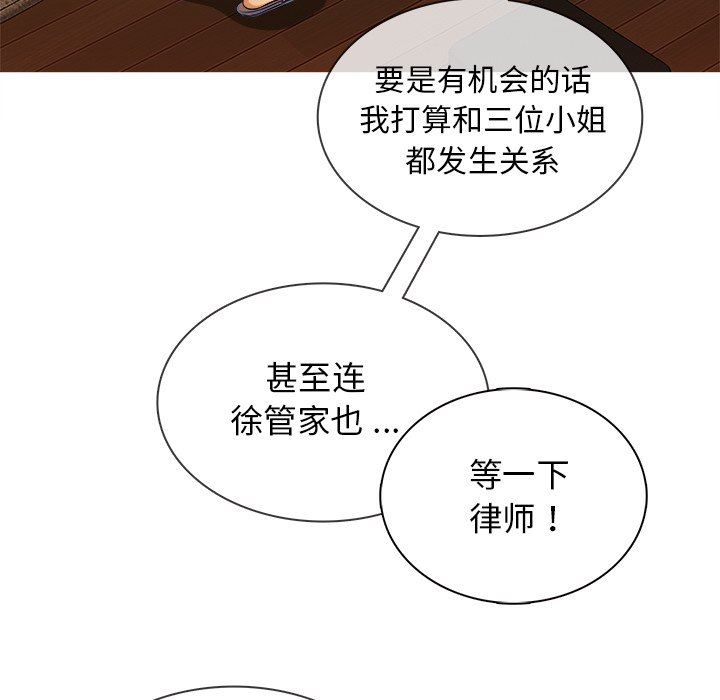 要是有机会的话
我打算和三位小姐
都发生关系
甚至连
徐管家也...
等一下
律师！